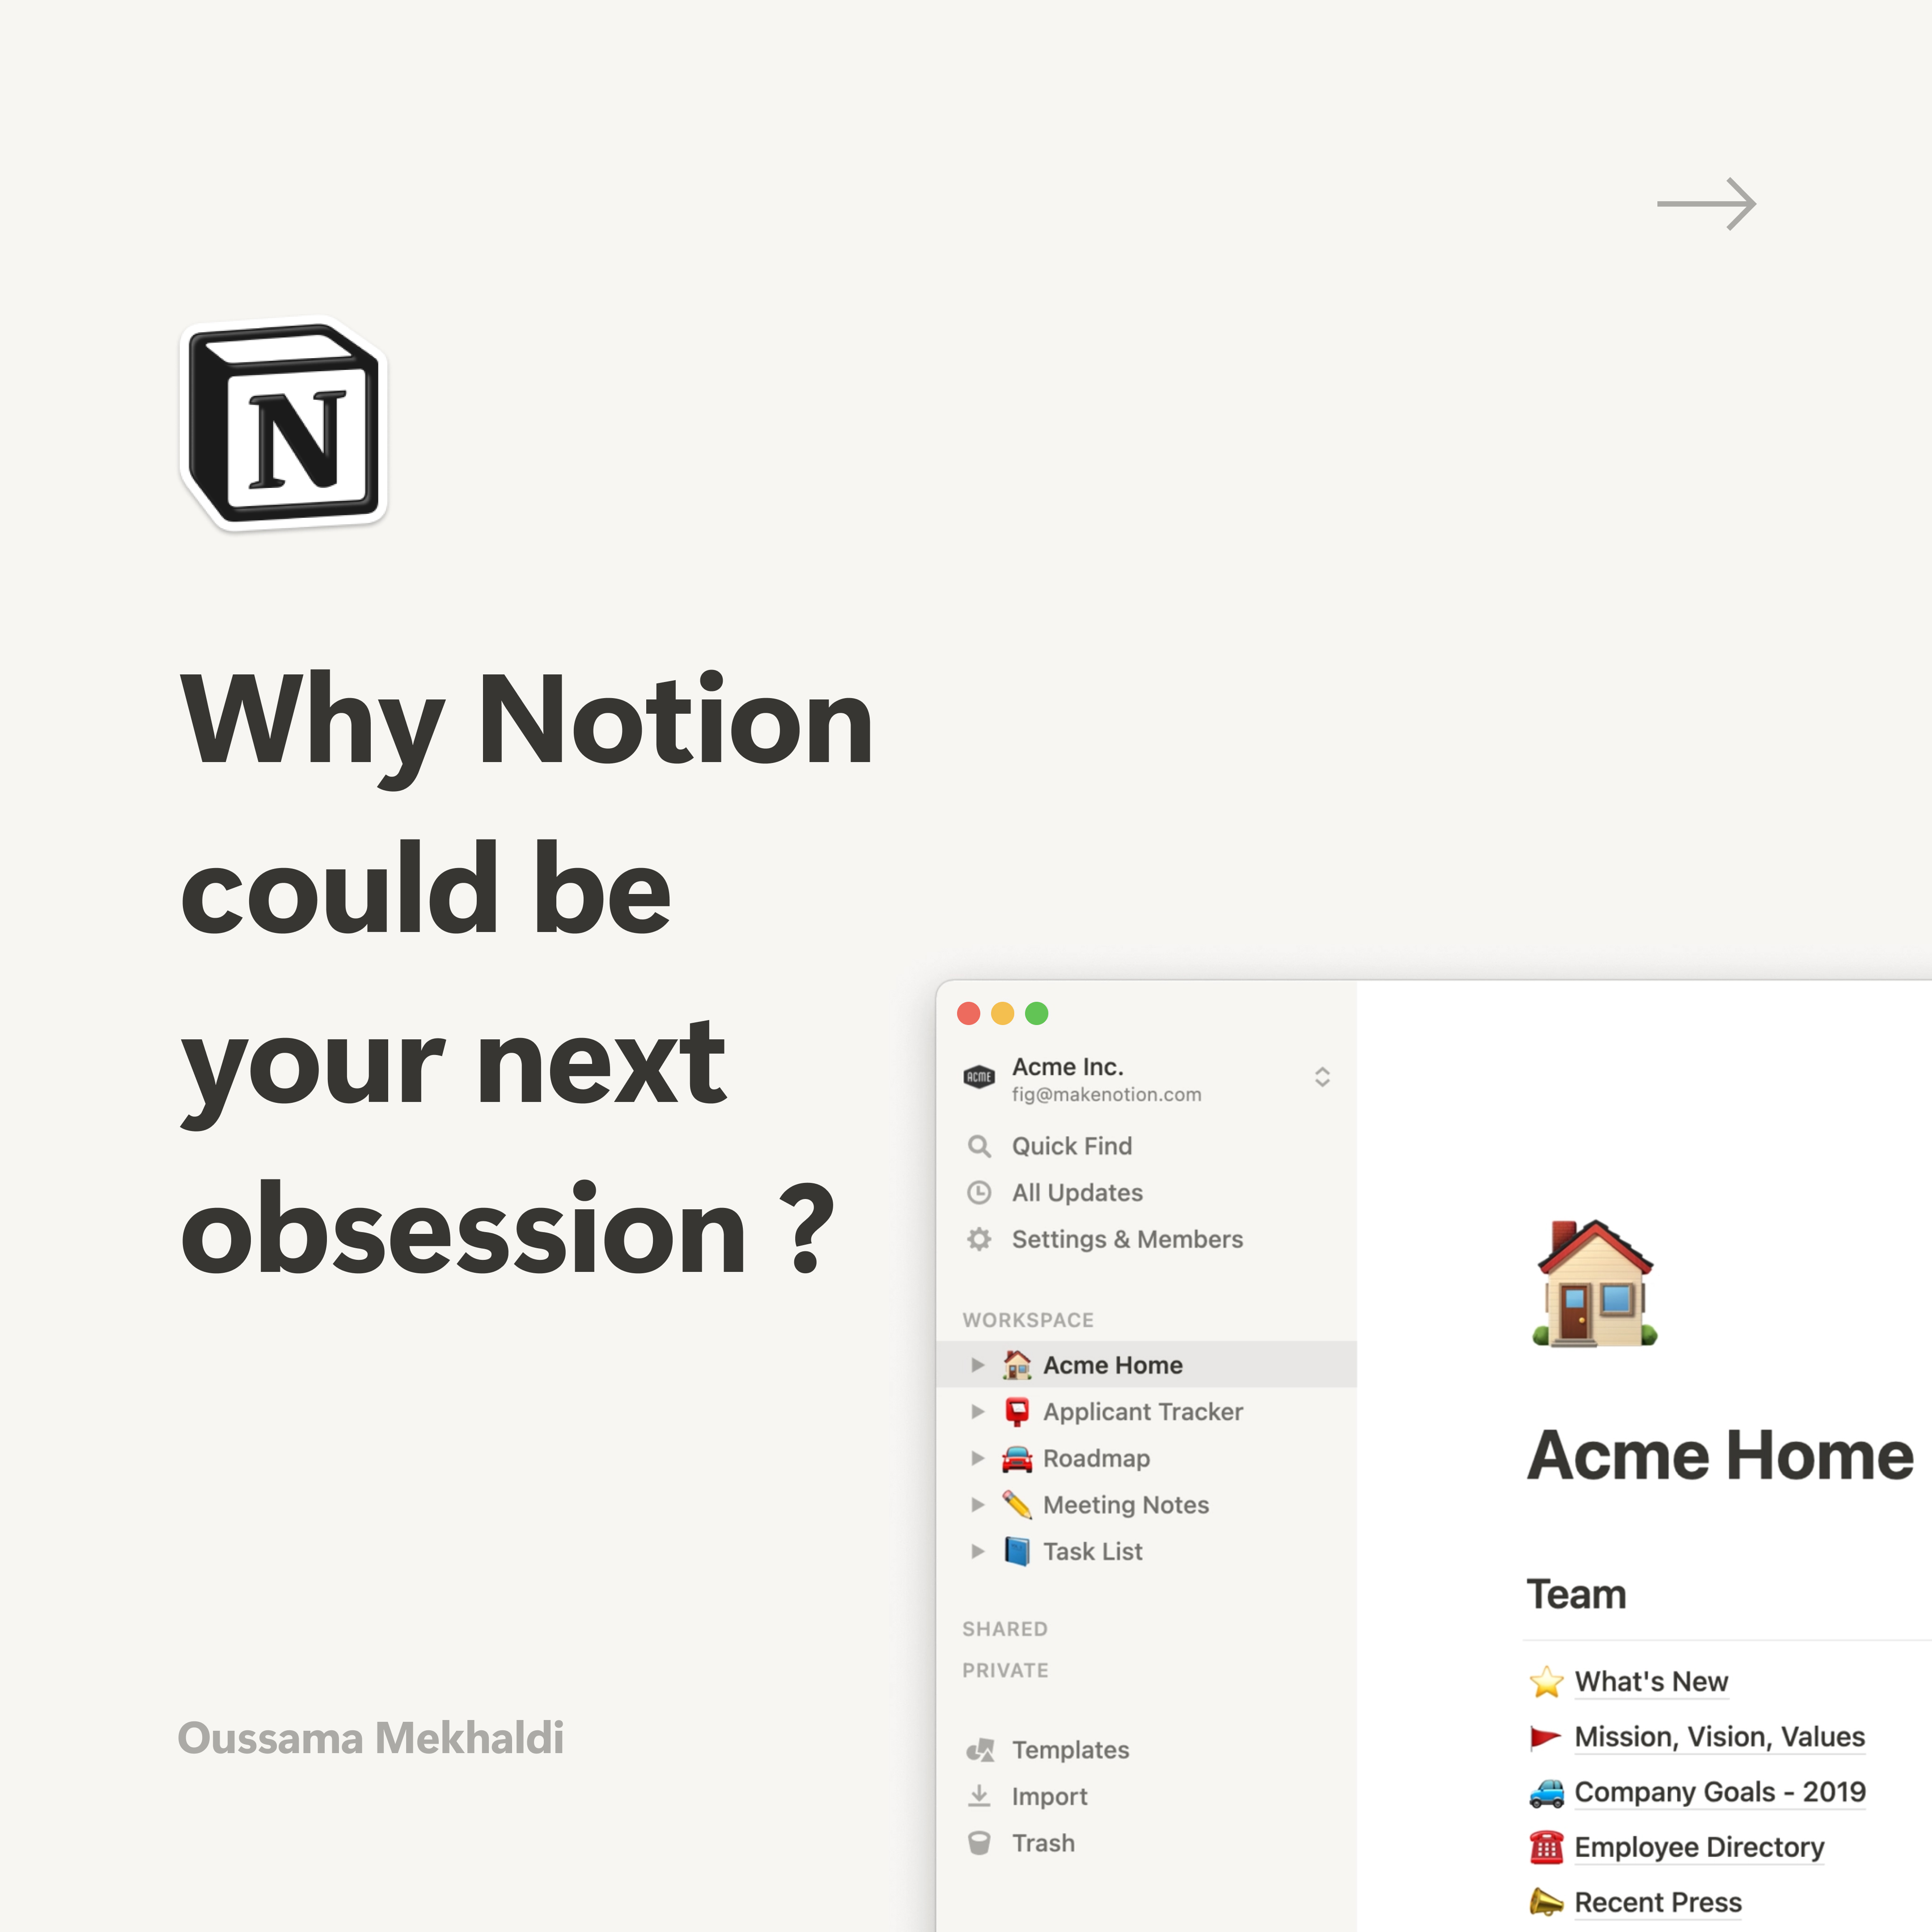 N
Why Notion
could be
your next
obsession ?
Oussama Mekhaldi
ACME
Acme Inc.
fig@makenotion.com
Quick Find
All Updates
Settings & Members
WORKSPACE
Acme Home
Applicant Tracker
Roadmap
Meeting Notes
Task List
SHARED
PRIVATE
Templates
Import
Trash
Acme Home
Team
What's New
Mission, Vision, Values
Company Goals - 2019
Employee Directory
Recent Press